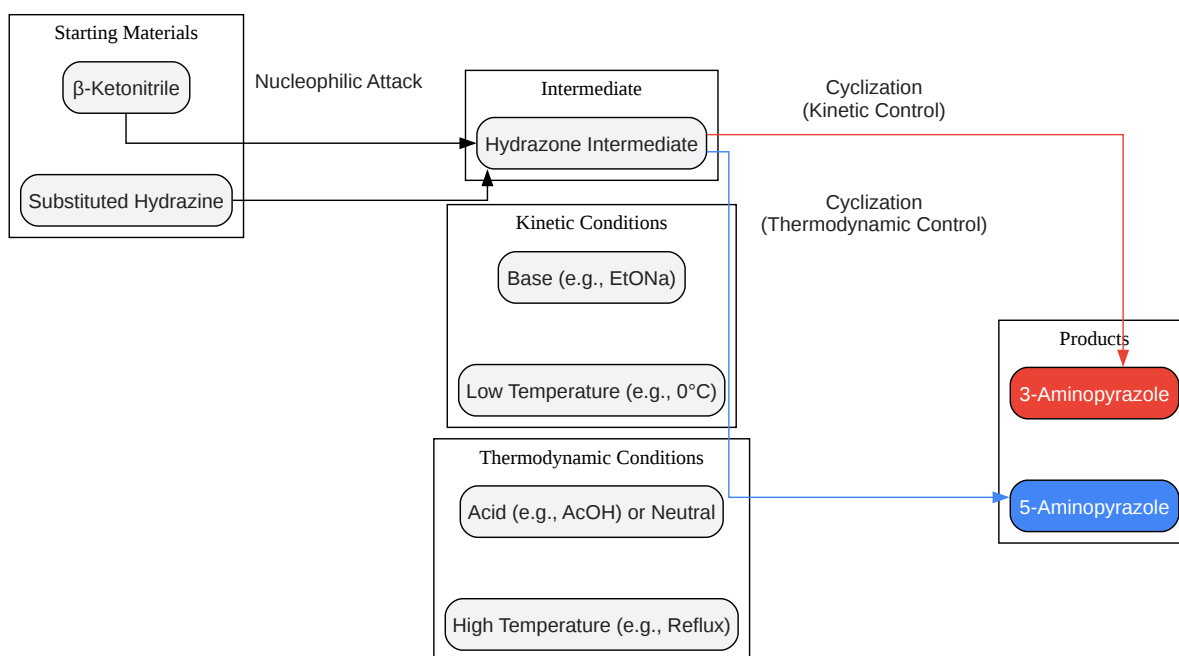 Starting Materials
β-Ketonitrile
Substituted Hydrazine
Nucleophilic Attack
Intermediate
Hydrazone Intermediate
Cyclization
(Kinetic Control)
Cyclization
(Thermodynamic Control)
Kinetic Conditions
Base (e.g., EtONa)
Low Temperature (e.g., 0°C)
Thermodynamic Conditions
Acid (e.g., AcOH) or Neutral
High Temperature (e.g., Reflux)
Products
3-Aminopyrazole
5-Aminopyrazole